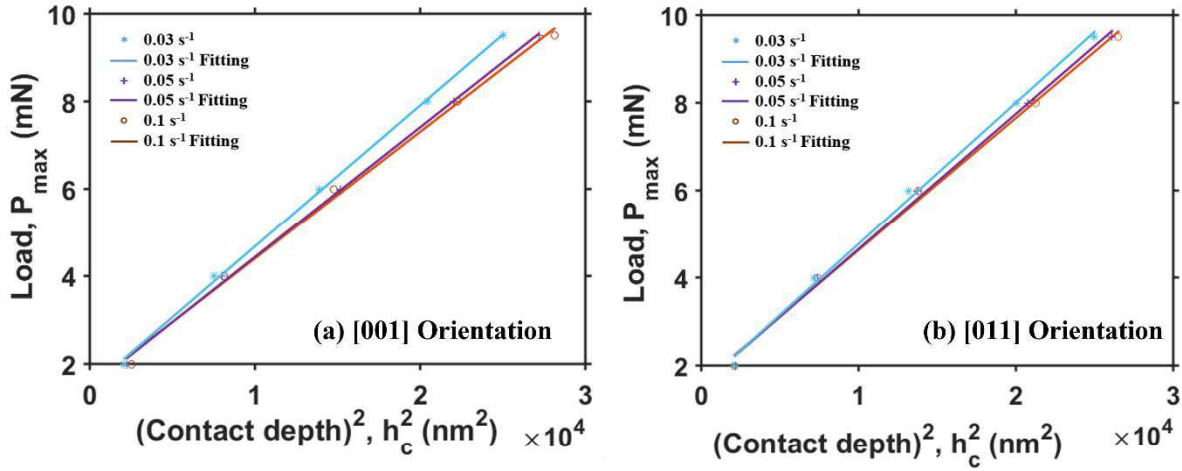 Load, P_max (mN)
10
8
6
4
2
0.03 s⁻¹
0.03 s⁻¹ Fitting
0.05 s⁻¹
0.05 s⁻¹ Fitting
0.1 s⁻¹
0.1 s⁻¹ Fitting
(a) [001] Orientation
0 1 2 3
(Contact depth)², h_c² (nm²) ×10⁴
Load, P_max (mN)
10
8
6
4
2
0.03 s⁻¹
0.03 s⁻¹ Fitting
0.05 s⁻¹
0.05 s⁻¹ Fitting
0.1 s⁻¹
0.1 s⁻¹ Fitting
(b) [011] Orientation
0 1 2 3
(Contact depth)², h_c² (nm²) ×10⁴